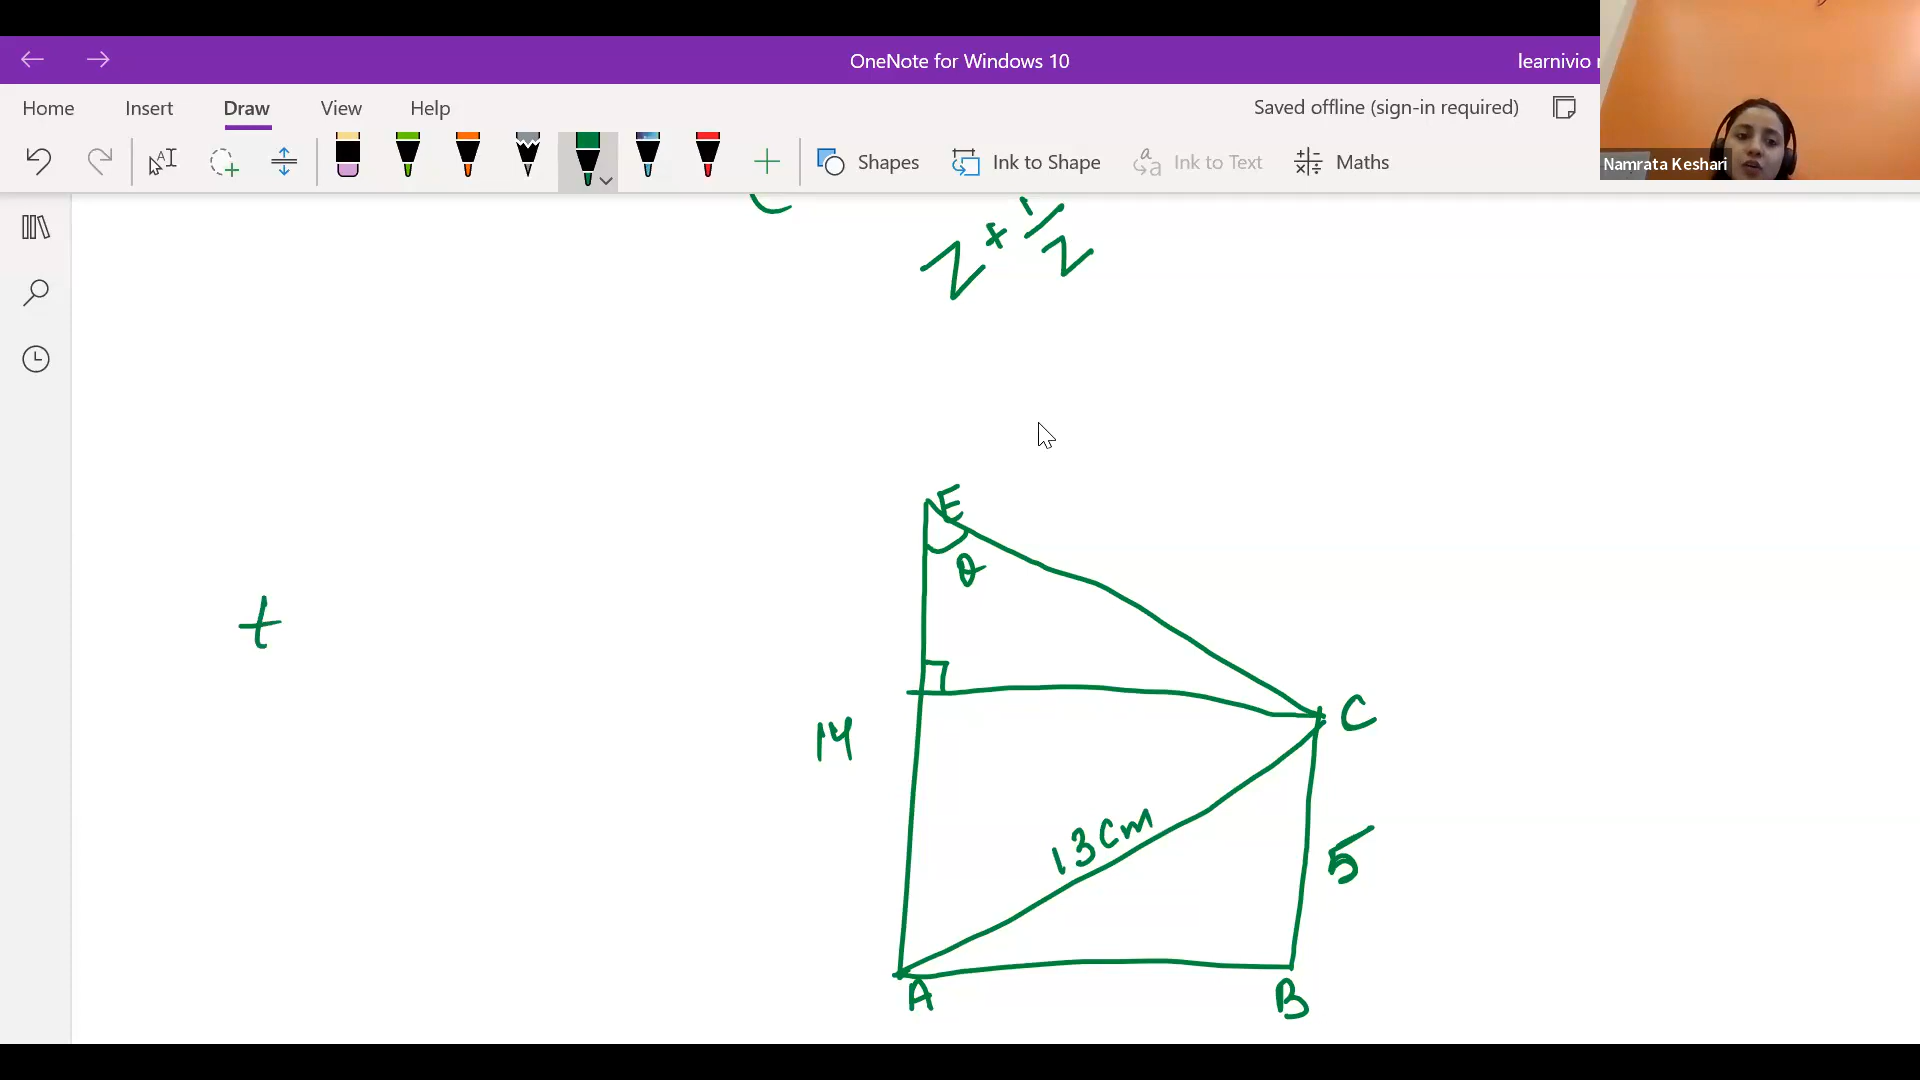 OneNote for Windows 10
learnivio
Home Insert Draw View Help
Saved offline (sign-in required)
Shapes
Ink to Shape
Ink to Text
Maths
Namrata Keshari
Z + 1/Z
E
θ
t
14
C
13cm
5
A
B